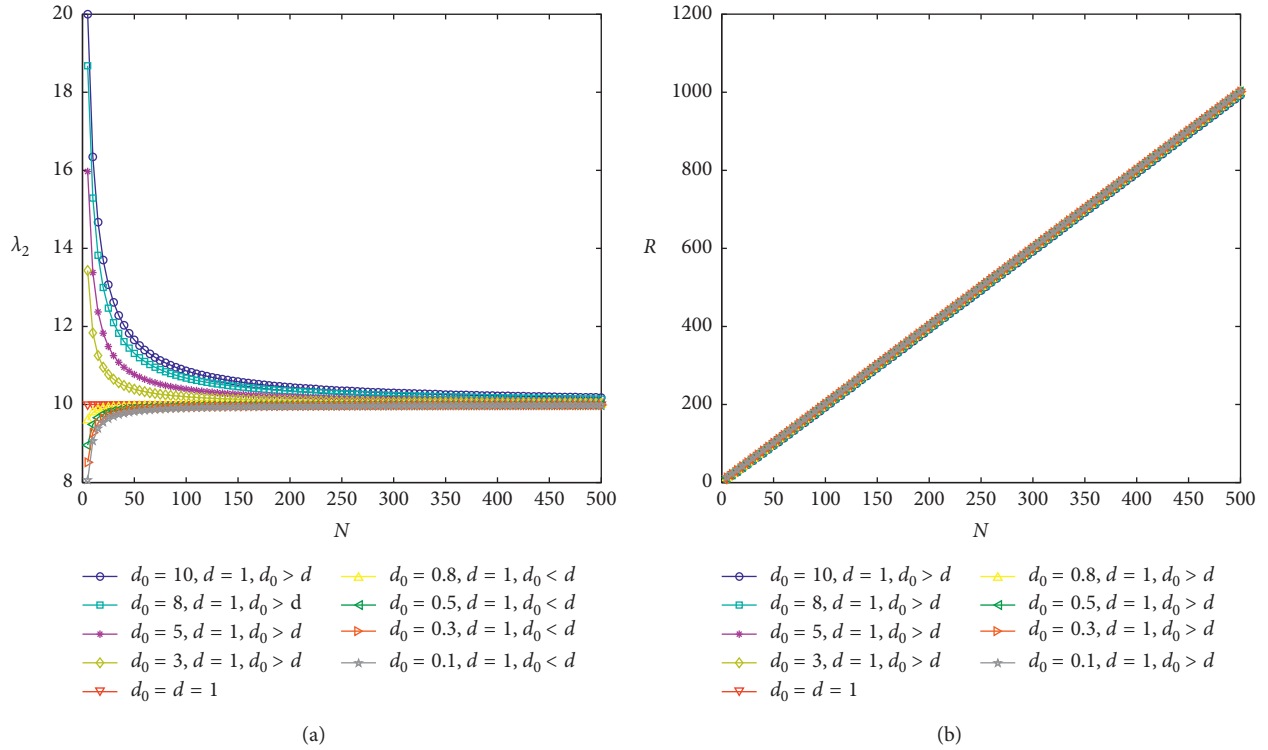 20
18
16
14
12
10
8
λ₂
0 50 100 150 200 250 300 350 400 450 500
N
d₀ = 10, d = 1, d₀ > d
d₀ = 8, d = 1, d₀ > d
d₀ = 5, d = 1, d₀ > d
d₀ = 3, d = 1, d₀ > d
d₀ = d = 1
d₀ = 0.8, d = 1, d₀ < d
d₀ = 0.5, d = 1, d₀ < d
d₀ = 0.3, d = 1, d₀ < d
d₀ = 0.1, d = 1, d₀ < d
(a)
1200
1000
800
600
400
200
0
R
0 50 100 150 200 250 300 350 400 450 500
N
d₀ = 10, d = 1, d₀ > d
d₀ = 8, d = 1, d₀ > d
d₀ = 5, d = 1, d₀ > d
d₀ = 3, d = 1, d₀ > d
d₀ = d = 1
d₀ = 0.8, d = 1, d₀ > d
d₀ = 0.5, d = 1, d₀ > d
d₀ = 0.3, d = 1, d₀ > d
d₀ = 0.1, d = 1, d₀ > d
(b)